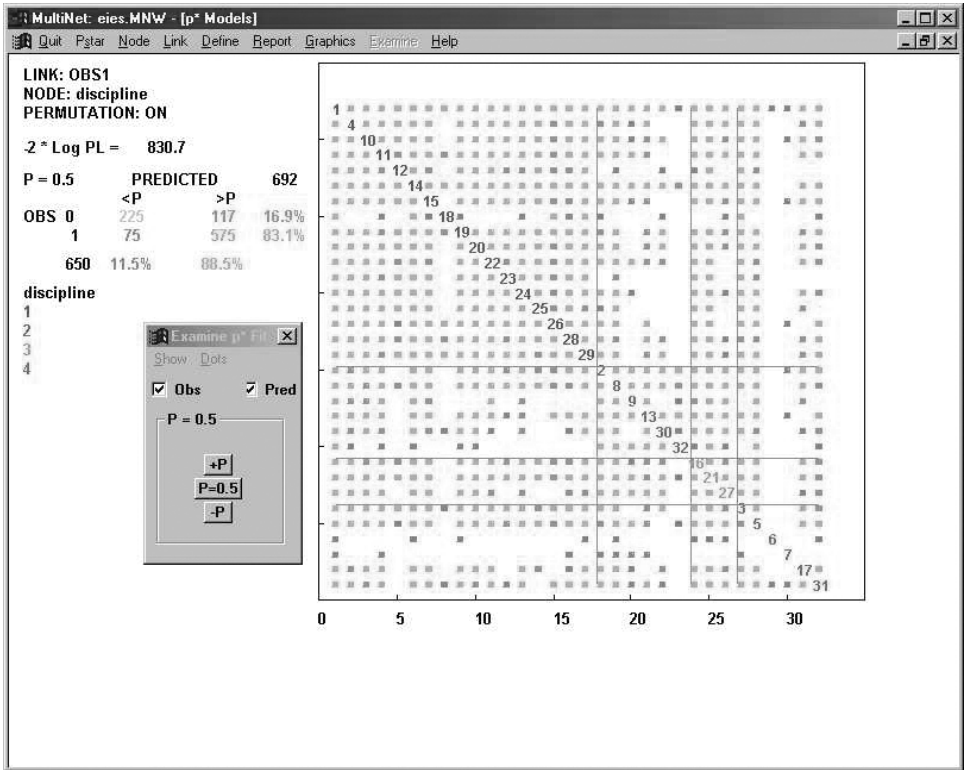 MultiNet: eies.MNW - [p* Models]
Quit Pstar Node Link Define Report Graphics Examine Help
LINK: OBS1
NODE: discipline
PERMUTATION: ON
-2 * Log PL = 830.7
P = 0.5 PREDICTED 692
<P >P
OBS 0 225 117 16.9%
1 75 575 83.1%
650 11.5% 88.5%
discipline
1
2
3
4
Examine p* Fit
Show Dots
Obs Pred
P = 0.5
+P
P=0.5
-P
1
4
10
11
12
14
15
18
19
20
22
23
24
25
26
28
29
2
8
9
13
30
32
16
21
27
3
5
6
7
17
31
0 5 10 15 20 25 30